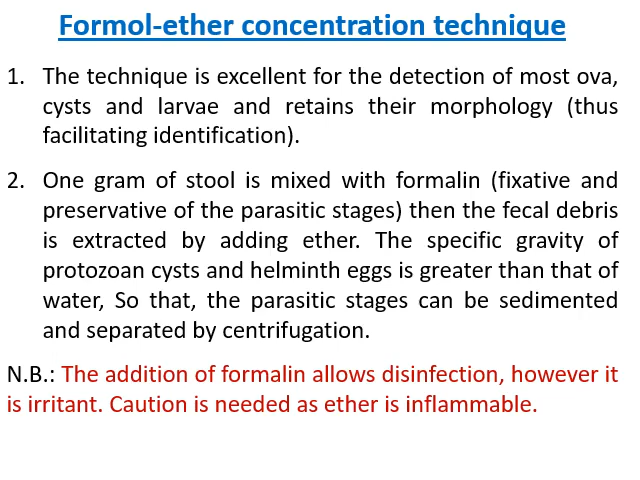 Formol-ether concentration technique
1. The technique is excellent for the detection of most ova,
cysts and larvae and retains their morphology (thus
facilitating identification).
2. One gram of stool is mixed with formalin (fixative and
preservative of the parasitic stages) then the fecal debris
is extracted by adding ether. The specific gravity of
protozoan cysts and helminth eggs is greater than that of
water, So that, the parasitic stages can be sedimented
and separated by centrifugation.
N.B.: The addition of formalin allows disinfection, however it
is irritant. Caution is needed as ether is inflammable.